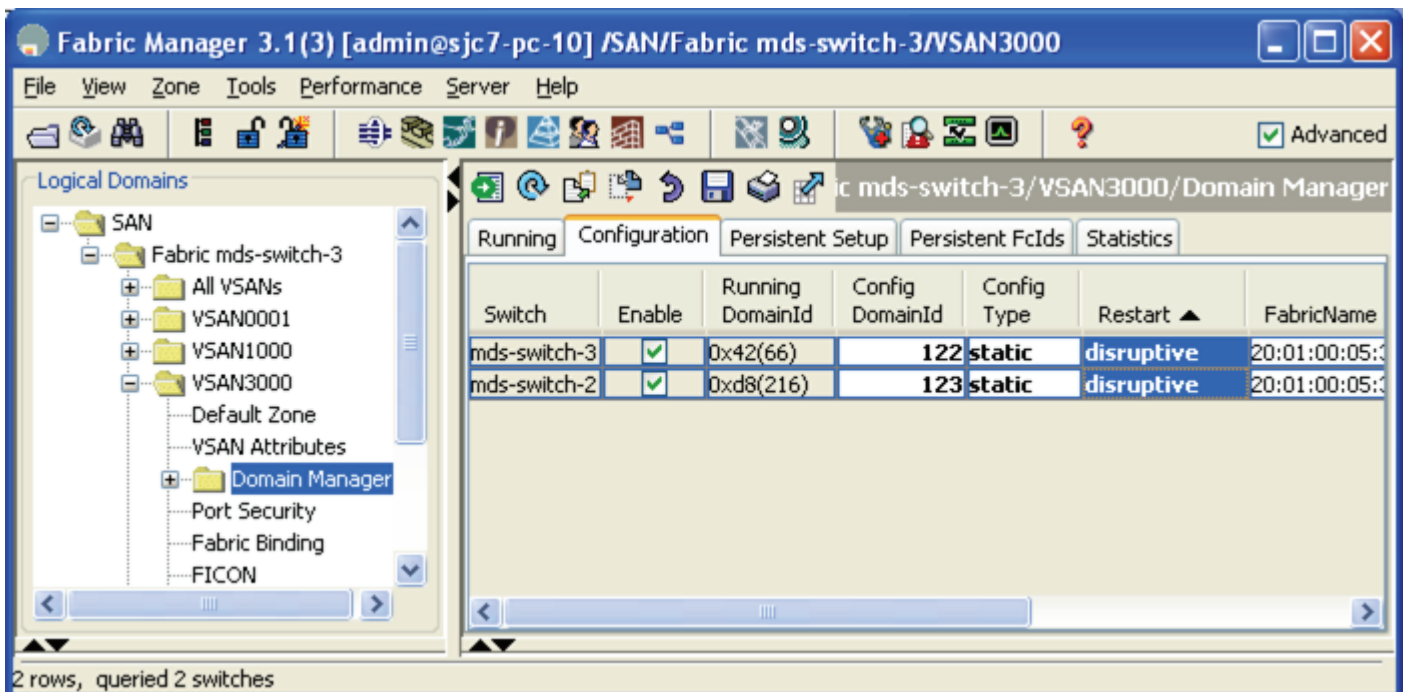 Fabric Manager 3.1(3) [admin@sjc7-pc-10] /SAN/Fabric mds-switch-3/VSAN3000
File View Zone Tools Performance Server Help
Advanced
Logical Domains
SAN
Fabric mds-switch-3
All VSANs
VSAN0001
VSAN1000
VSAN3000
Default Zone
VSAN Attributes
Domain Manager
Port Security
Fabric Binding
FICON
ic mds-switch-3/VSAN3000/Domain Manager
Running Configuration Persistent Setup Persistent FcIds Statistics
Switch Enable Running DomainId Config DomainId Config Type Restart ▲ FabricName
mds-switch-3 0x42(66) 122 static disruptive 20:01:00:05:
mds-switch-2 0xd8(216) 123 static disruptive 20:01:00:05:
2 rows, queried 2 switches